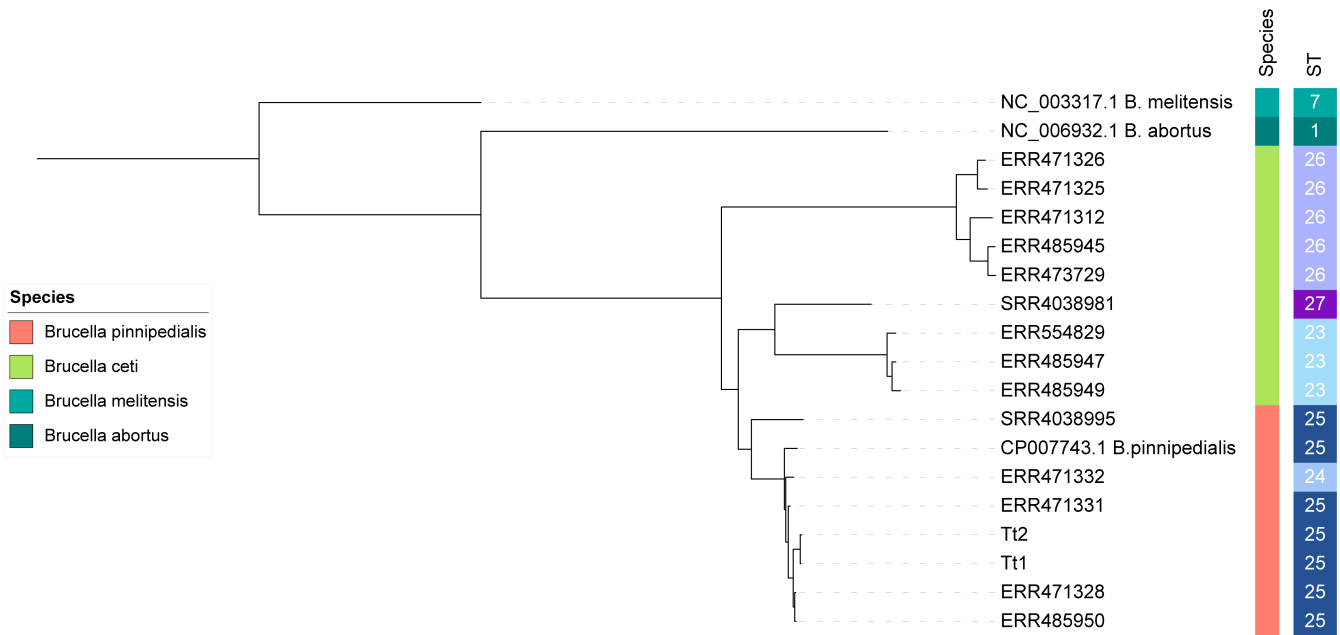 Species
ST
NC_003317.1 B. melitensis 7
NC_006932.1 B. abortus 1
ERR471326 26
ERR471325 26
ERR471312 26
ERR485945 26
ERR473729 26
SRR4038981 27
ERR554829 23
ERR485947 23
ERR485949 23
SRR4038995 25
CP007743.1 B.pinnipedialis 25
ERR471332 24
ERR471331 25
Tt2 25
Tt1 25
ERR471328 25
ERR485950 25
Species
Brucella pinnipedialis
Brucella ceti
Brucella melitensis
Brucella abortus